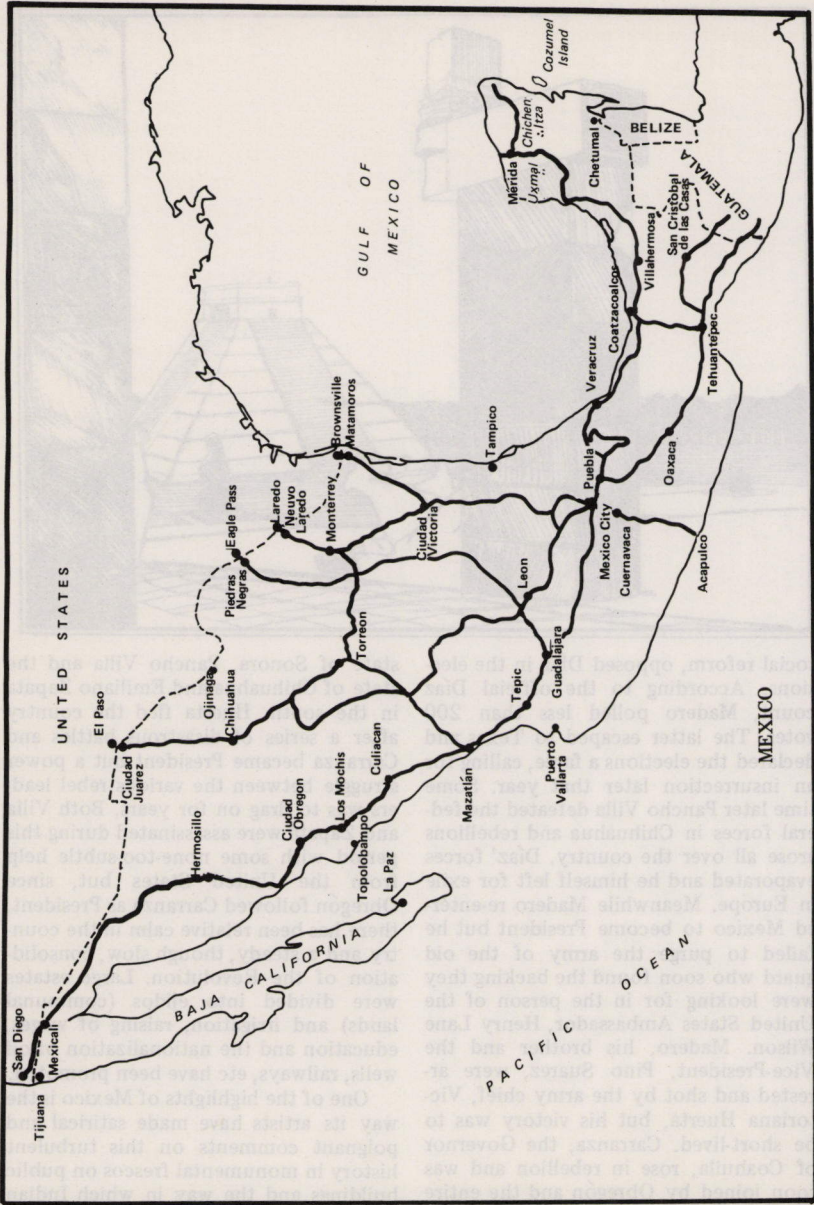 UNITED STATES
San Diego
Tijuana
Mexicali
El Paso
Ciudad
Juarez
Ojinaga
Chihuahua
Hermosillo
Ciudad
Obregon
Los Mochis
Topolobampo
Culiacan
La Paz
BAJA CALIFORNIA
Mazatlán
PACIFIC OCEAN
Eagle Pass
Piedras
Negras
Laredo
Neuvo
Laredo
Monterrey
Torreon
Brownsville
Matamoros
Ciudad
Victoria
Tampico
Leon
Tepic
Guadalajara
Puerto
Vallarta
Mexico City
Cuernavaca
Puebla
Acapulco
Veracruz
Oaxaca
Tehuantepec
Coatzacoalcos
Villahermosa
San Cristobal
de las Casas
GULF OF
MEXICO
Mérida
Uxmal
Chichen
Itza
Cozumel
Island
Chetumal
BELIZE
GUATEMALA
MEXICO
social reform, opposed Díaz in the elec-
tions. According to the official Díaz
count, Madero polled less than 200
votes. The latter escaped to Texas and
declared the elections a farce, calling for
an insurrection later that year. Some
time later Pancho Villa defeated the fed-
eral forces in Chihuahua and rebellions
arose all over the country. Díaz' forces
evaporated and he himself left for exile
in Europe. Meanwhile Madero re-enter-
ed Mexico to become President but he
failed to purge the army of the old
guard who soon found the backing they
were looking for in the person of the
United States Ambassador, Henry Lane
Wilson. Madero, his brother and the
Vice-President, Pino Suarez, were ar-
rested and shot by the army chief, Vic-
toriana Huerta, but his victory was to
be short-lived. Carranza, the Governor
of Coahuila, rose in rebellion and was
soon joined by Obregón and the entire
state of Sonora, Pancho Villa and the
state of Chihuahua and Emiliano Zapata
in the south. Huerta fled the country
after a series of disastrous battles and
Carranza became President but a power
struggle between the various rebel lead-
ers was to drag on for years. Both Villa
and Zapata were assassinated during this
period with some none-too-subtle help
from the United States but, since
Obregon followed Carranza as President,
there has been relative calm in the coun-
try and a steady, though slow, consolid-
ation of the Revolution. Large estates
were divided into ejidos (communal
lands) and irrigation, raising of
education and the nationalization of oil
wells, railways, etc have been
One of the highlights of Mexico is the
way its artists have made satirical and
poignant comments on this turbulent
history in monumental frescos on public
buildings and the way in which Indian